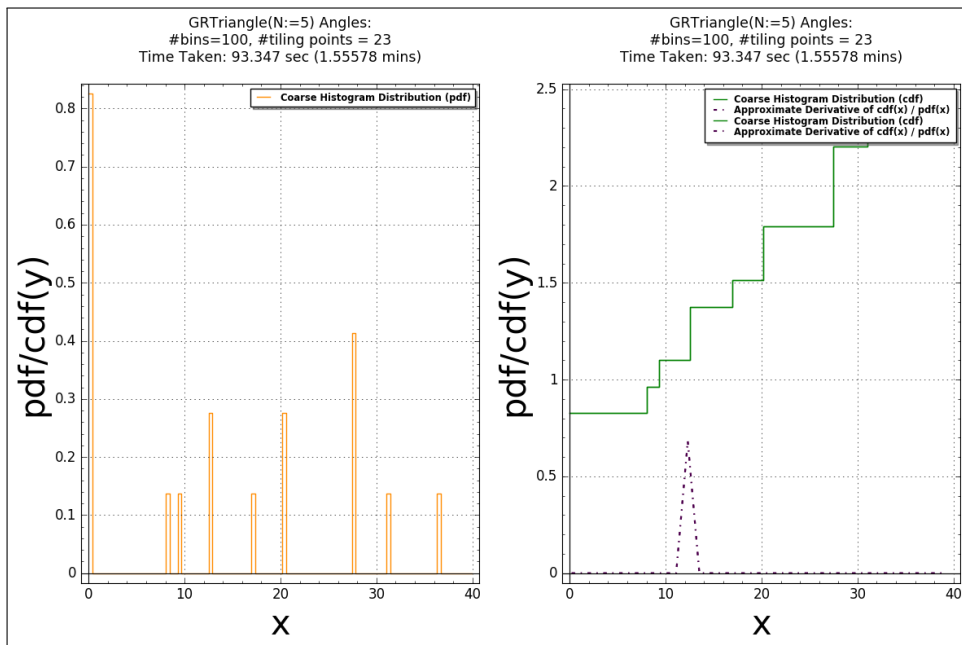 GRTriangle(N:=5) Angles:
#bins=100, #tiling points = 23
Time Taken: 93.347 sec (1.55578 mins)
Coarse Histogram Distribution (pdf)
0.8
0.7
0.6
0.5
0.4
0.3
0.2
0.1
0
pdf/cdf(y)
0 10 20 30 40
x
GRTriangle(N:=5) Angles:
#bins=100, #tiling points = 23
Time Taken: 93.347 sec (1.55578 mins)
Coarse Histogram Distribution (cdf)
Approximate Derivative of cdf(x) / pdf(x)
Coarse Histogram Distribution (cdf)
Approximate Derivative of cdf(x) / pdf(x)
2.5
2
1.5
1
0.5
0
pdf/cdf(y)
0 10 20 30 40
x